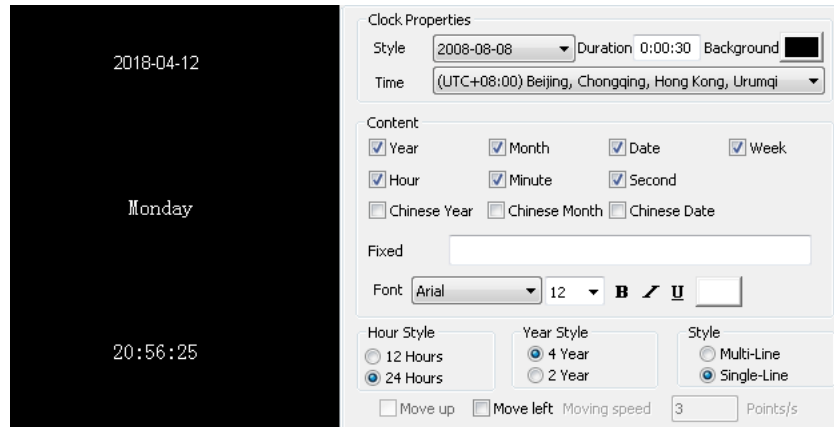 2018-04-12
Monday
20:56:25
Clock Properties
Style 2008-08-08 Duration 0:00:30 Background
Time (UTC+08:00) Beijing, Chongqing, Hong Kong, Urumqi
Content
Year Month Date Week
Hour Minute Second
Chinese Year Chinese Month Chinese Date
Fixed
Font Arial 12 B I U
Hour Style Year Style Style
12 Hours 4 Year Multi-Line
24 Hours 2 Year Single-Line
Move up Move left Moving speed 3 Points/s